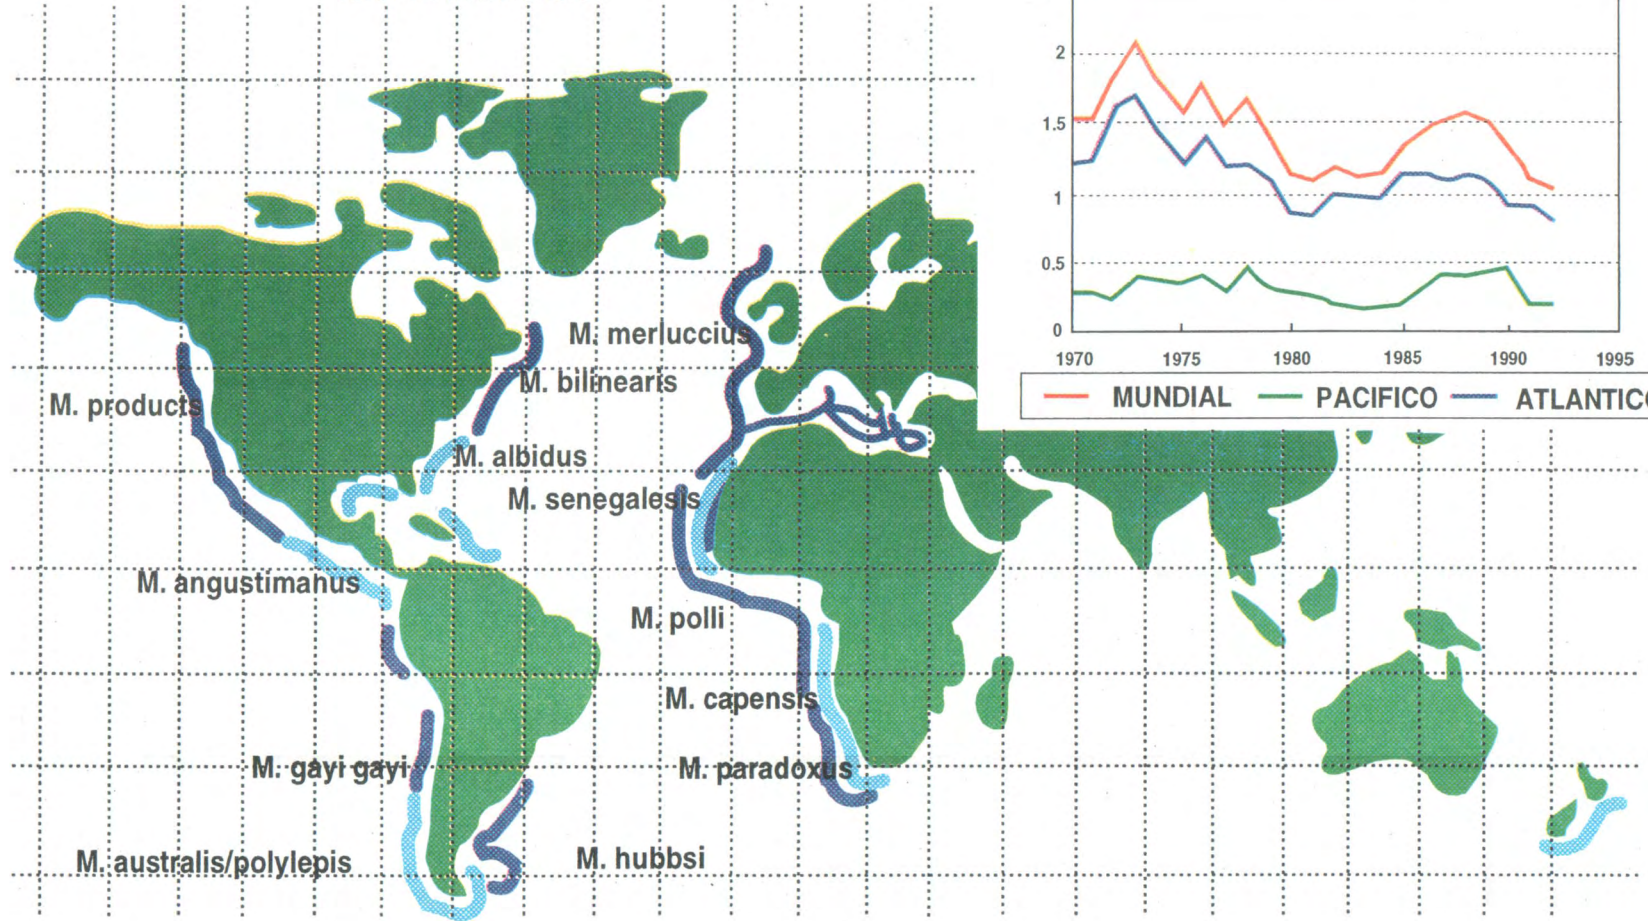 2
1.5
1
0.5
0
1970 1975 1980 1985 1990 1995
MUNDIAL PACIFICO ATLANTICO
M. merluccius
M. bilinearis
M. products
M. albidus
M. senegalesis
M. angustimanus
M. polli
M. capensis
M. gayi gayi
M. paradoxus
M. australis/polylepis
M. hubbsi